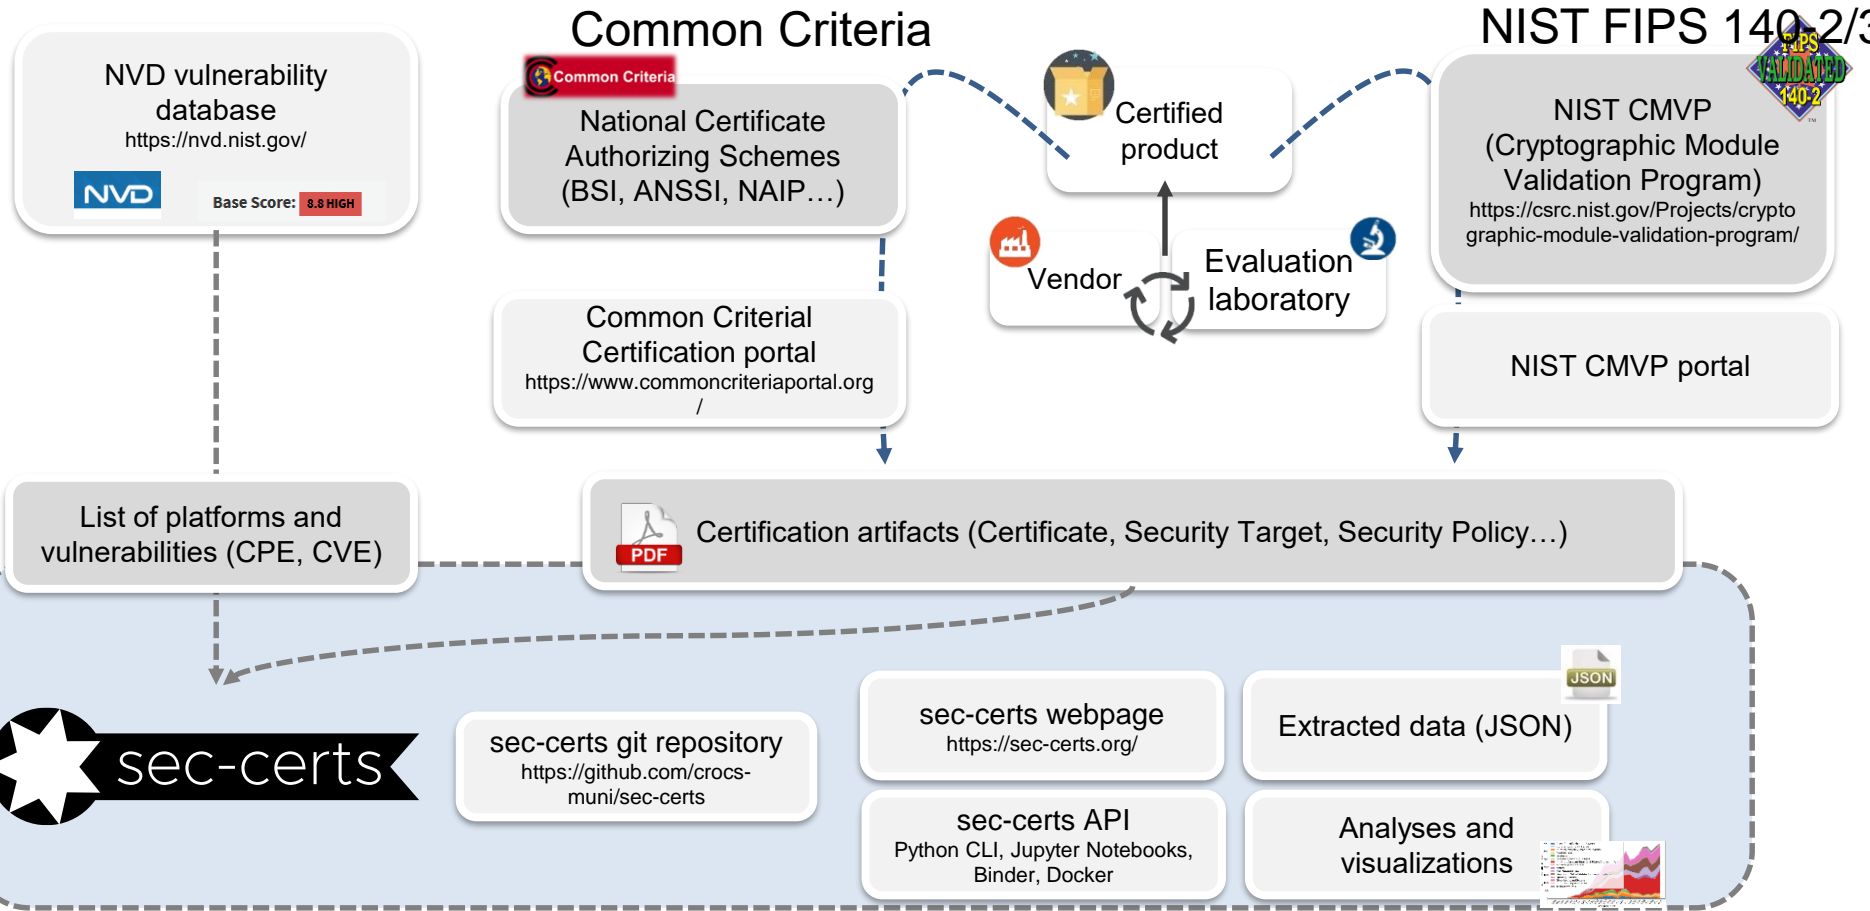 Common Criteria
NIST FIPS 140-2/3
NVD vulnerability
database
https://nvd.nist.gov/
NVD
Base Score: 8.8 HIGH
Common Criteria
National Certificate
Authorizing Schemes
(BSI, ANSSI, NAIP…)
Certified
product
Vendor
Evaluation
laboratory
FIPS
VALIDATED
140-2
TM
NIST CMVP
(Cryptographic Module
Validation Program)
https://csrc.nist.gov/Projects/crypto
graphic-module-validation-program/
Common Criterial
Certification portal
https://www.commoncriteriaportal.org
/
NIST CMVP portal
List of platforms and
vulnerabilities (CPE, CVE)
PDF
Certification artifacts (Certificate, Security Target, Security Policy…)
sec-certs
sec-certs git repository
https://github.com/crocs-
muni/sec-certs
sec-certs webpage
https://sec-certs.org/
JSON
Extracted data (JSON)
sec-certs API
Python CLI, Jupyter Notebooks,
Binder, Docker
Analyses and
visualizations